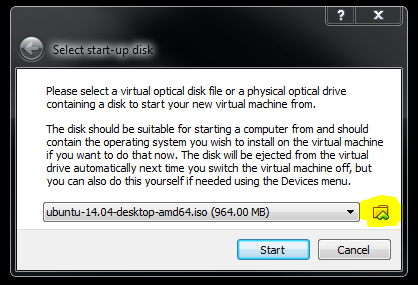 ?
Select start-up disk
Please select a virtual optical disk file or a physical optical drive
containing a disk to start your new virtual machine from.
The disk should be suitable for starting a computer from and should
contain the operating system you wish to install on the virtual machine
if you want to do that now. The disk will be ejected from the virtual
drive automatically next time you switch the virtual machine off, but
you can also do this yourself if needed using the Devices menu.
ubuntu-14.04-desktop-amd64.iso (964.00 MB)
Start Cancel